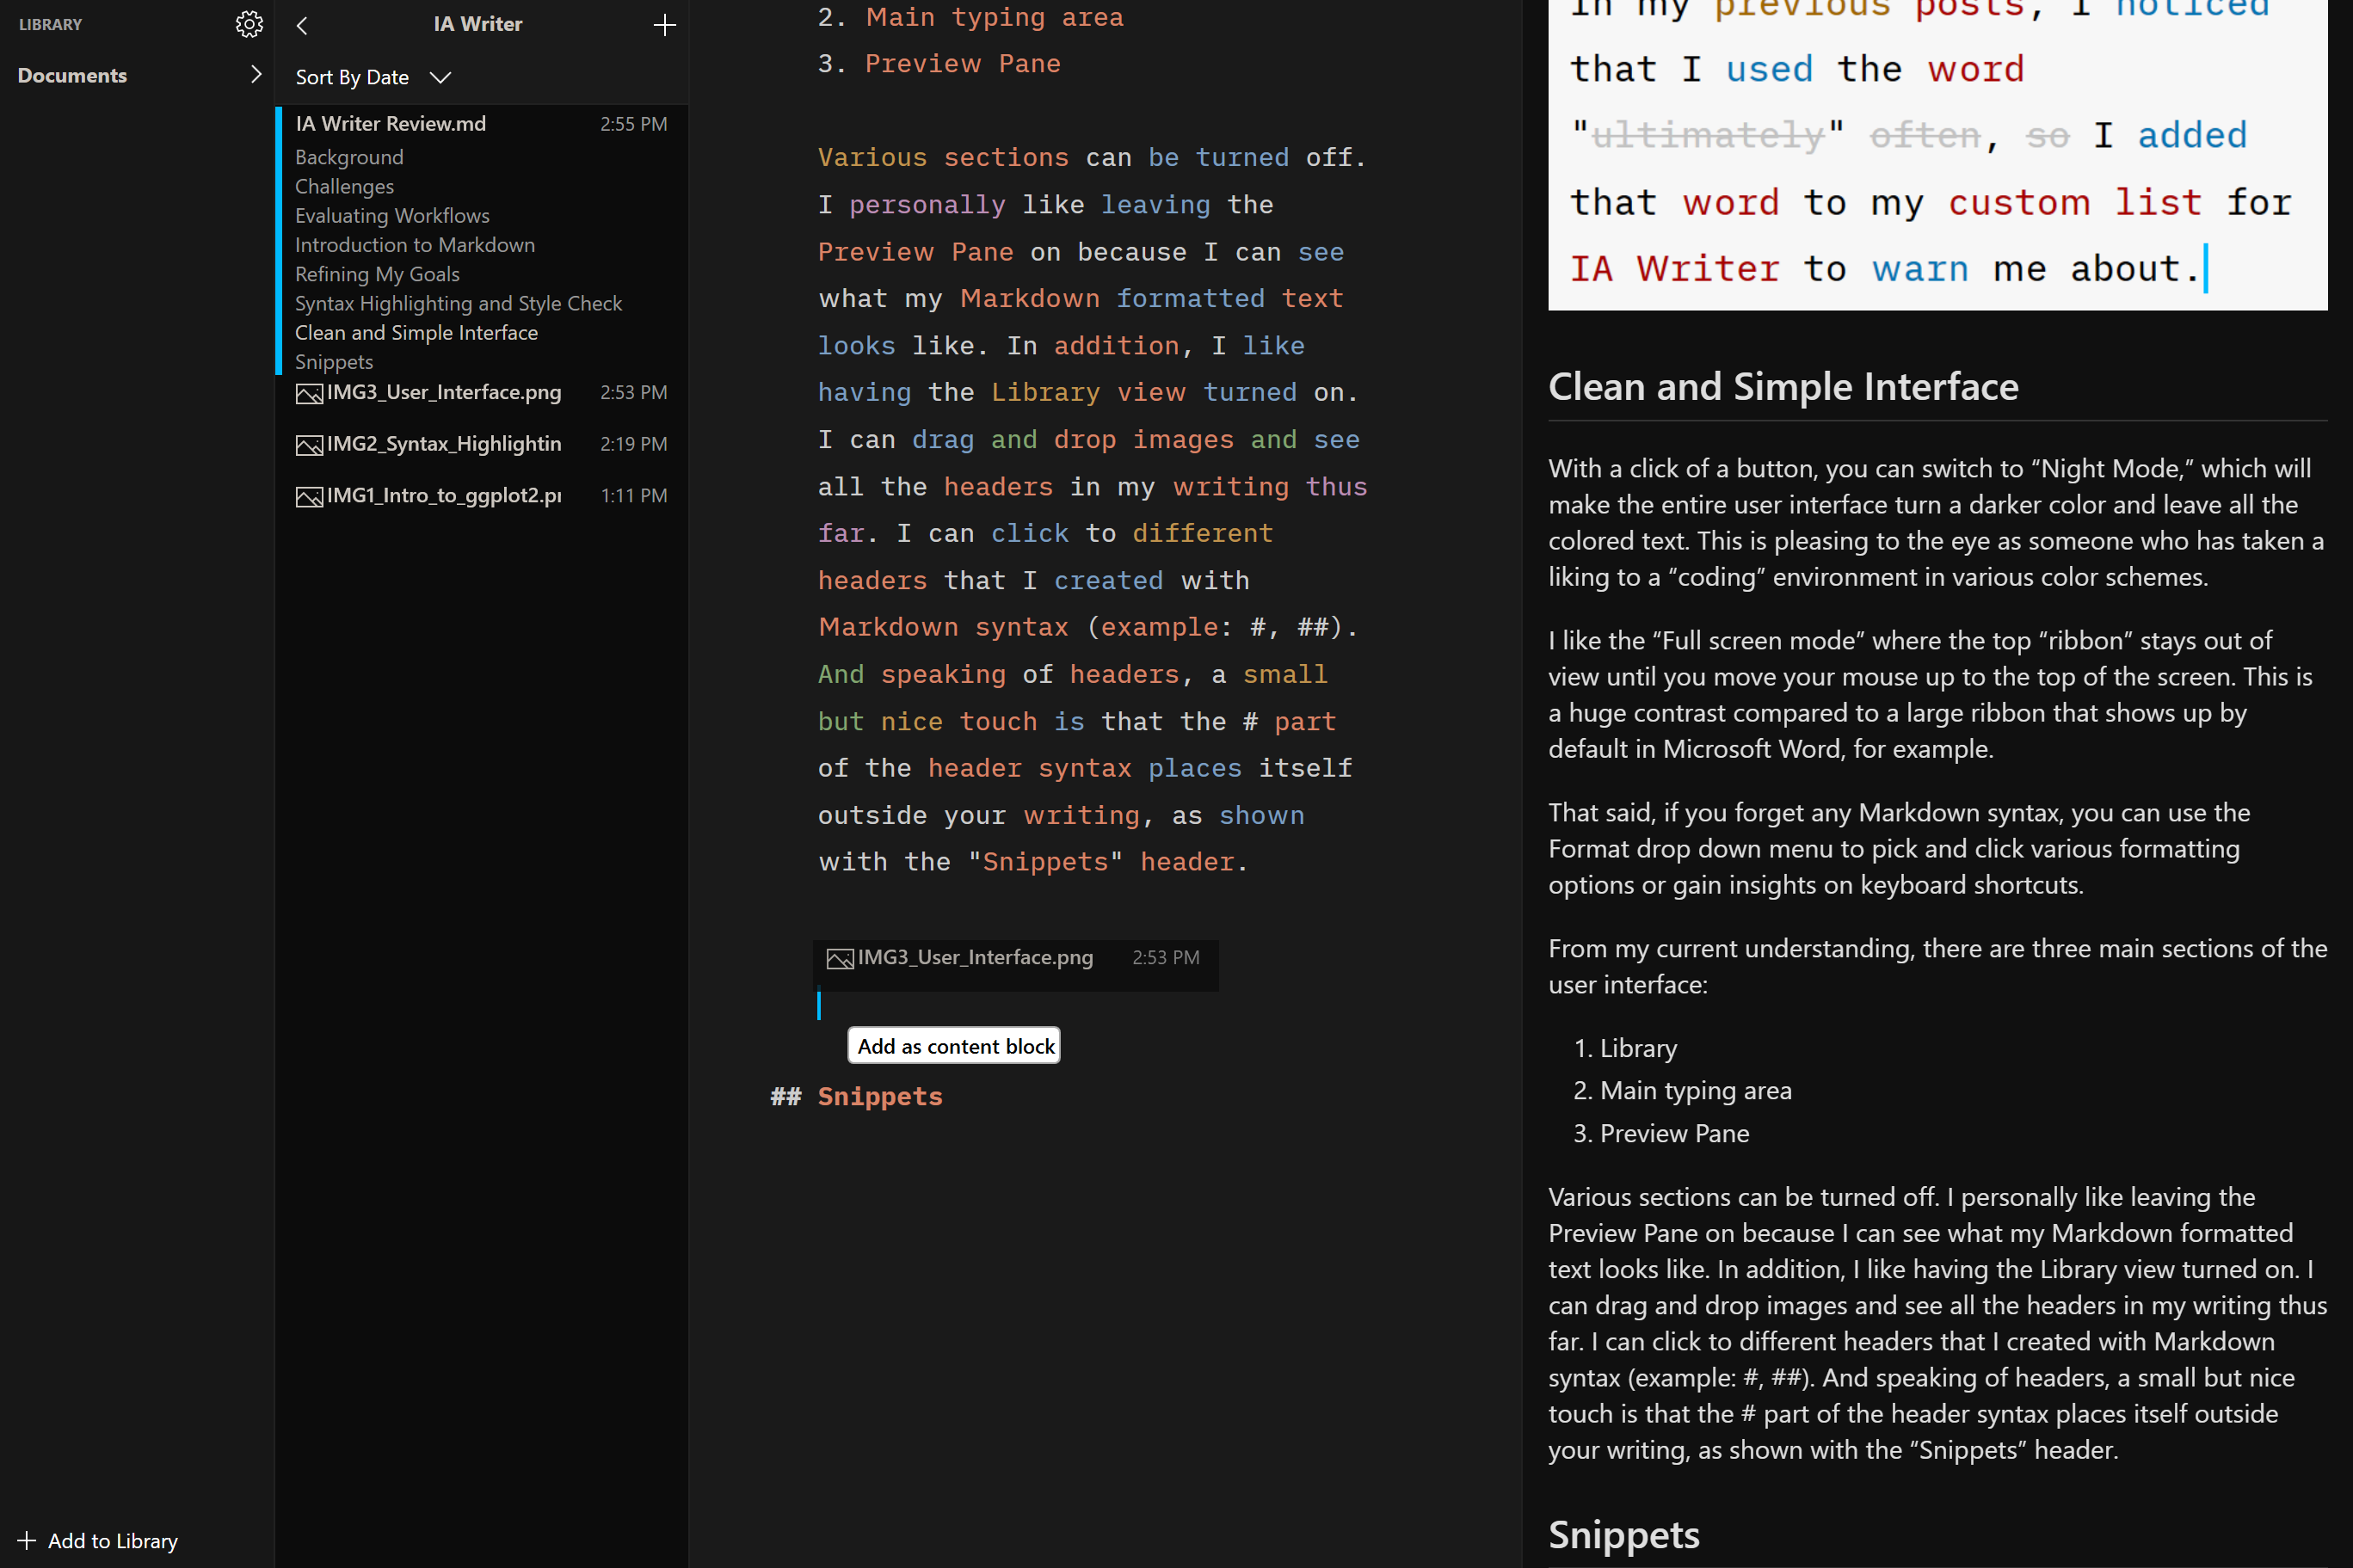 LIBRARY
Documents
Add to Library
IA Writer
Sort By Date
IA Writer Review.md 2:55 PM
Background
Challenges
Evaluating Workflows
Introduction to Markdown
Refining My Goals
Syntax Highlighting and Style Check
Clean and Simple Interface
Snippets
IMG3_User_Interface.png 2:53 PM
IMG2_Syntax_Highlightin 2:19 PM
IMG1_Intro_to_ggplot2.pı 1:11 PM
2. Main typing area
3. Preview Pane
Various sections can be turned off.
I personally like leaving the
Preview Pane on because I can see
what my Markdown formatted text
looks like. In addition, I like
having the Library view turned on.
I can drag and drop images and see
all the headers in my writing thus
far. I can click to different
headers that I created with
Markdown syntax (example: #, ##).
And speaking of headers, a small
but nice touch is that the # part
of the header syntax places itself
outside your writing, as shown
with the "Snippets" header.
IMG3_User_Interface.png 2:53 PM
Add as content block
## Snippets
in my previous posts, I noticed
that I used the word
"ultimately" often, so I added
that word to my custom list for
IA Writer to warn me about.
Clean and Simple Interface
With a click of a button, you can switch to “Night Mode,” which will
make the entire user interface turn a darker color and leave all the
colored text. This is pleasing to the eye as someone who has taken a
liking to a “coding” environment in various color schemes.
I like the “Full screen mode” where the top “ribbon” stays out of
view until you move your mouse up to the top of the screen. This is
a huge contrast compared to a large ribbon that shows up by
default in Microsoft Word, for example.
That said, if you forget any Markdown syntax, you can use the
Format drop down menu to pick and click various formatting
options or gain insights on keyboard shortcuts.
From my current understanding, there are three main sections of the
user interface:
1. Library
2. Main typing area
3. Preview Pane
Various sections can be turned off. I personally like leaving the
Preview Pane on because I can see what my Markdown formatted
text looks like. In addition, I like having the Library view turned on. I
can drag and drop images and see all the headers in my writing thus
far. I can click to different headers that I created with Markdown
syntax (example: #, ##). And speaking of headers, a small but nice
touch is that the # part of the header syntax places itself outside
your writing, as shown with the “Snippets” header.
Snippets